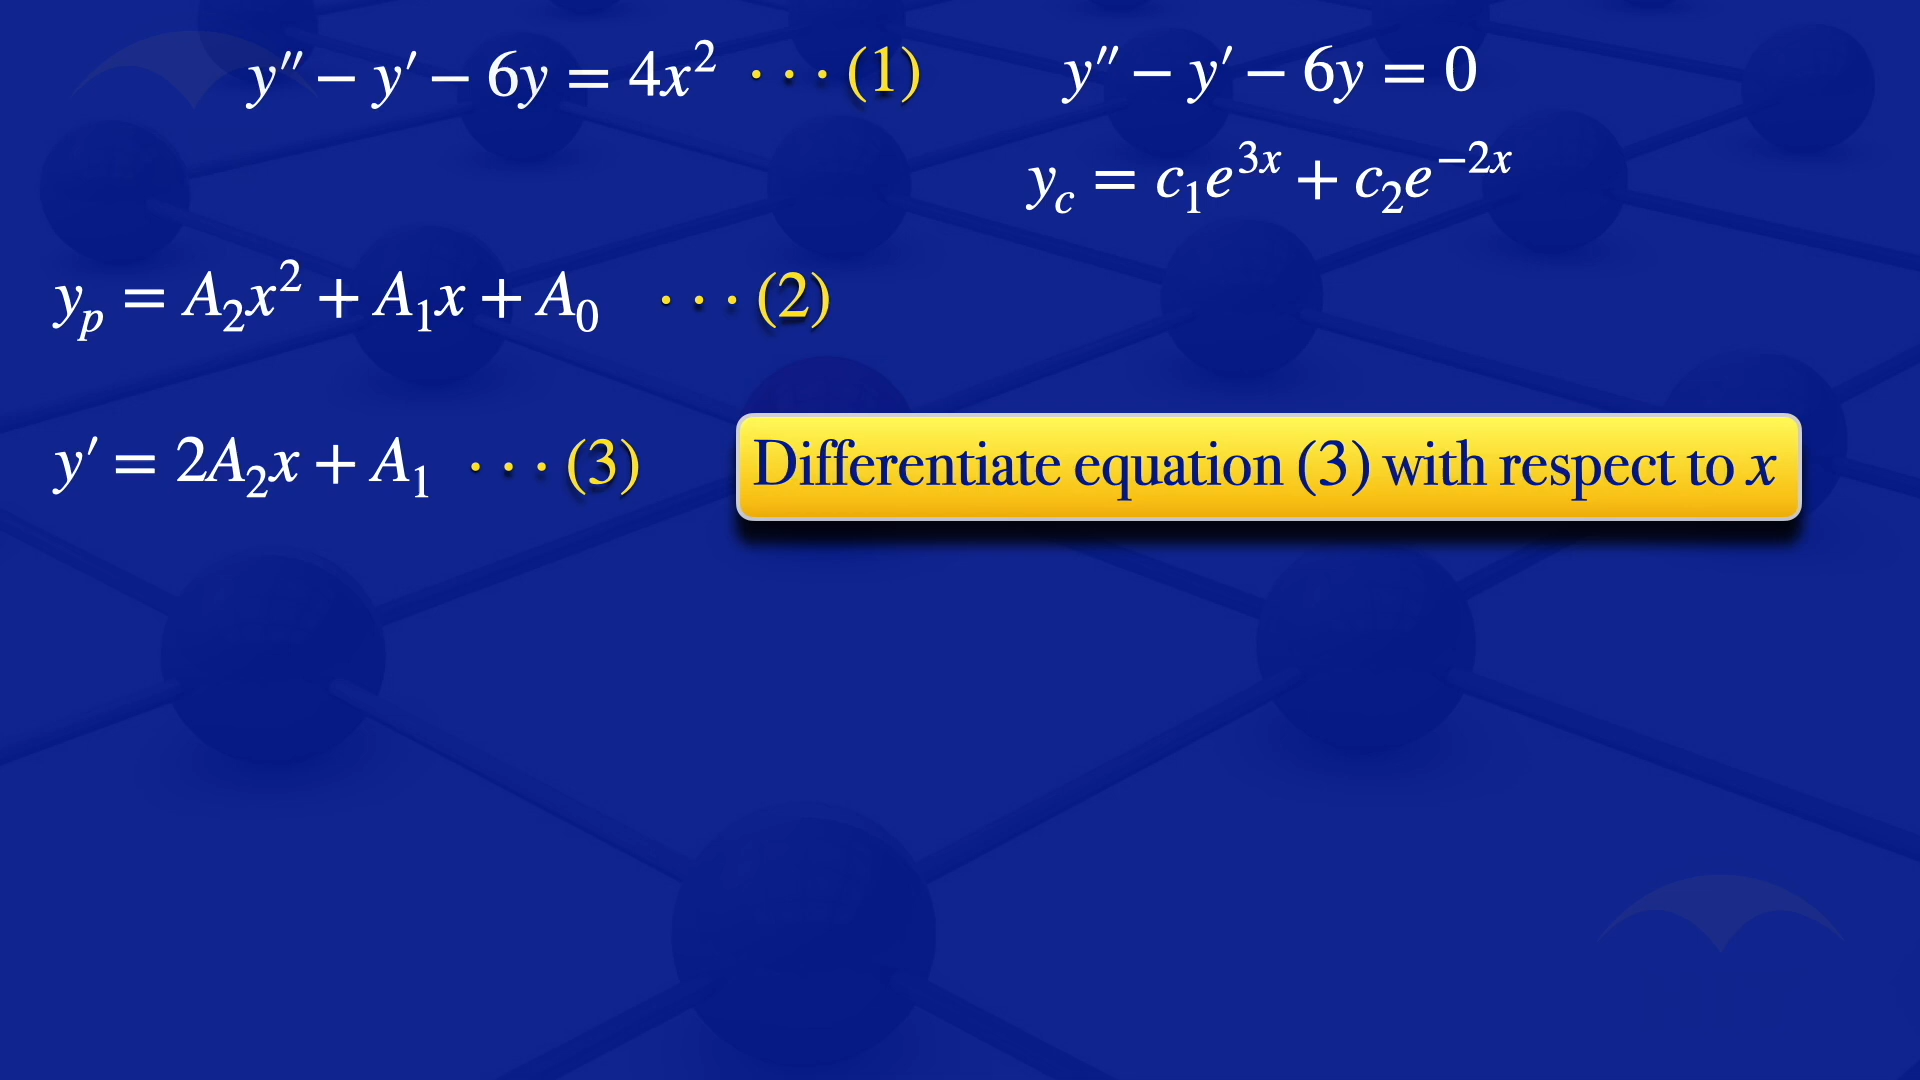 y″ − y′ − 6y = 4x² ··· (1)
y″ − y′ − 6y = 0
y_c = c₁e^{3x} + c₂e^{−2x}
y_p = A₂x² + A₁x + A₀ ··· (2)
y′ = 2A₂x + A₁ ··· (3)
Differentiate equation (3) with respect to x